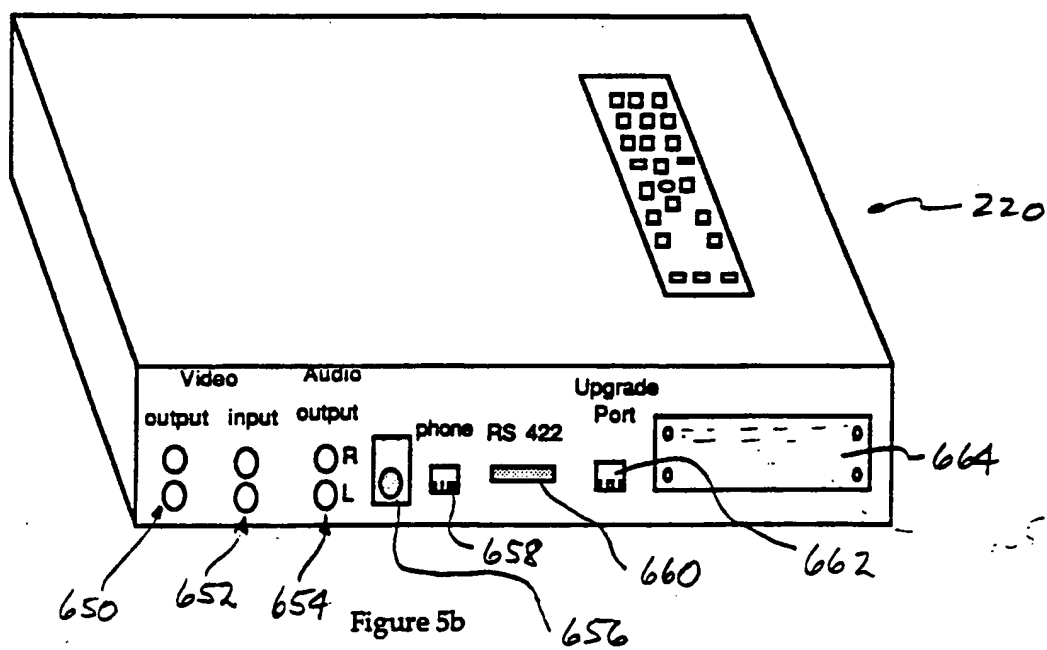 220
Video Audio Upgrade
output input output phone RS 422 Port
R
L
664
658
660
662
650
652
654
656
Figure 5b